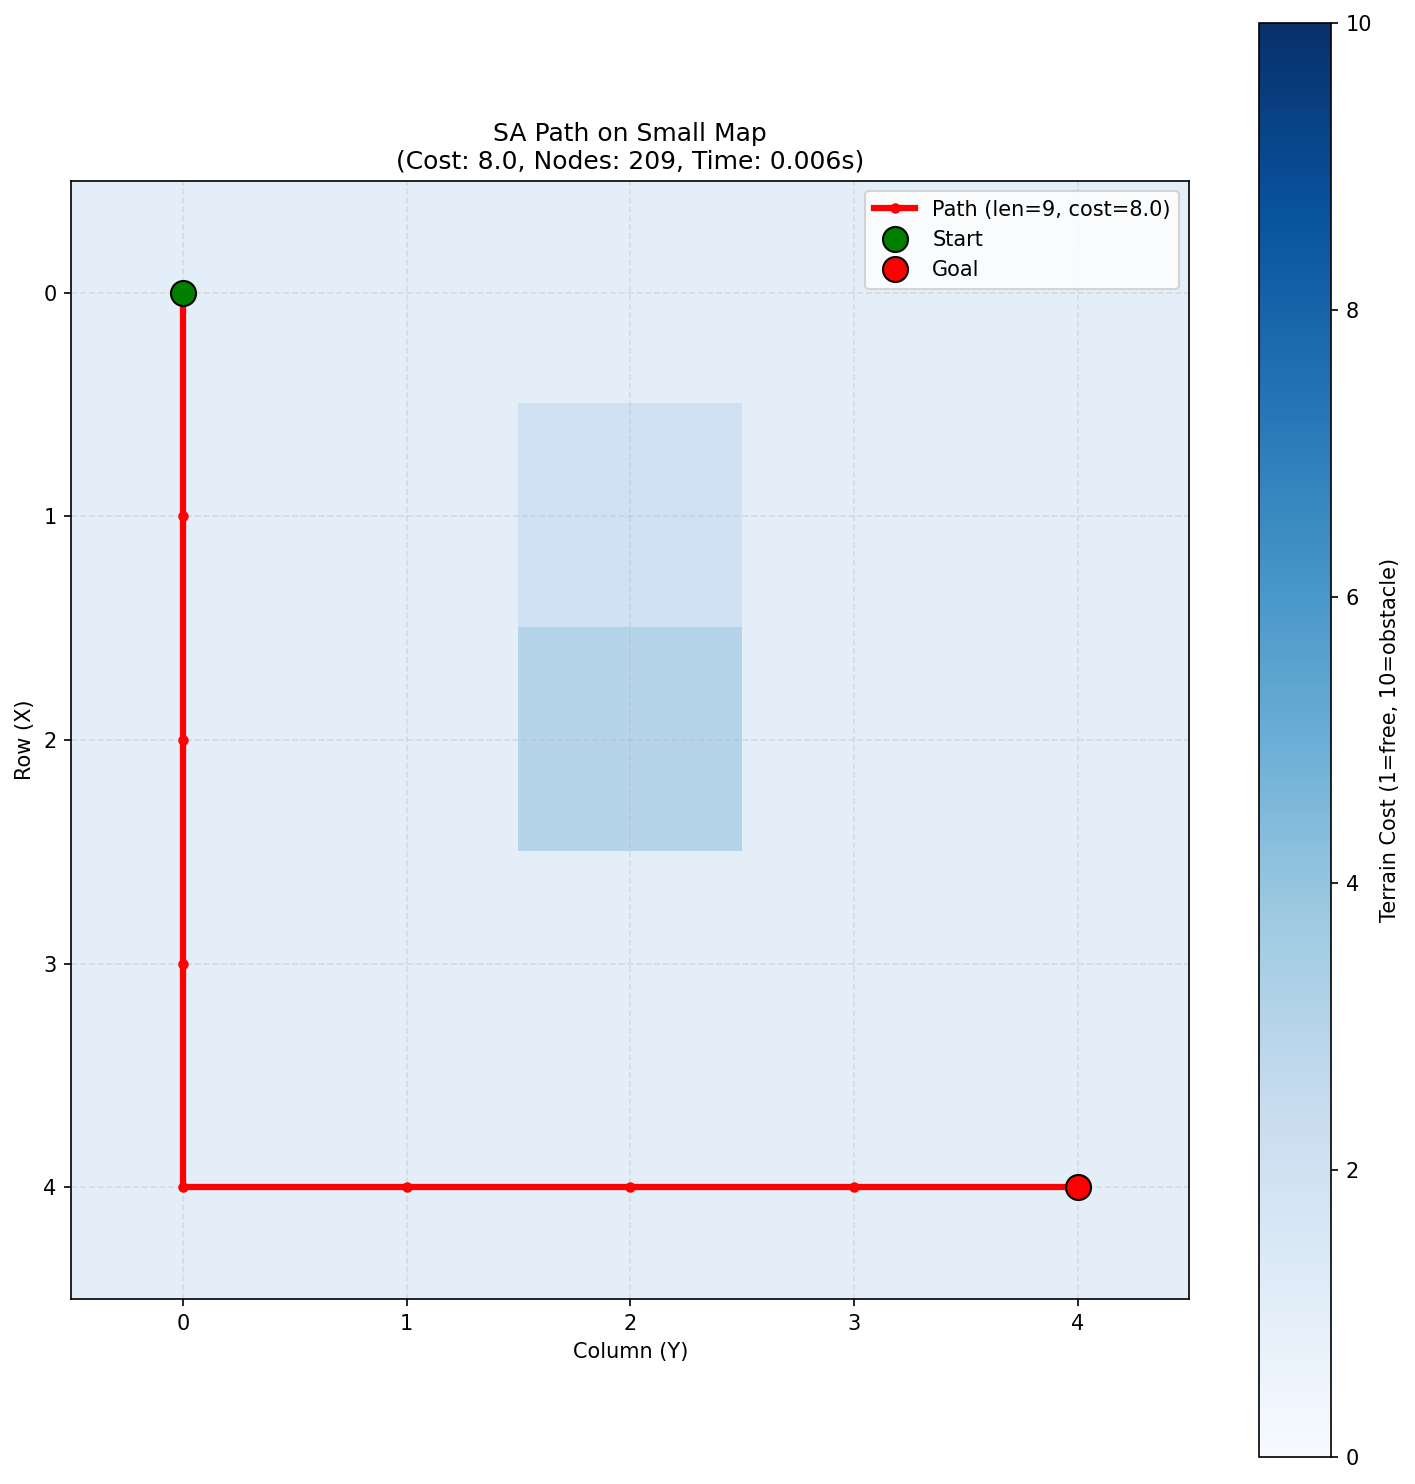 SA Path on Small Map
(Cost: 8.0, Nodes: 209, Time: 0.006s)
Path (len=9, cost=8.0)
Start
Goal
0
1
2
3
4
Row (X)
0 1 2 3 4
Column (Y)
10
8
6
4
2
0
Terrain Cost (1=free, 10=obstacle)